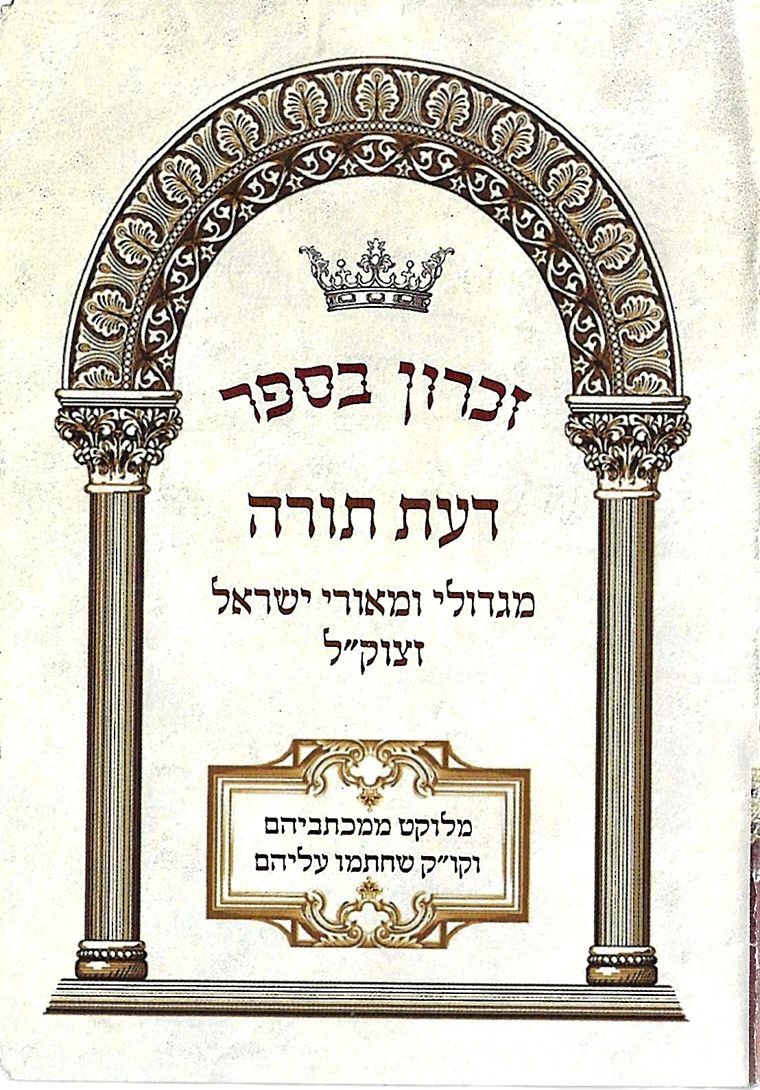 זכרון בספר
דעת תורה
מגדולי ומאורי ישראל
זצוק"ל
מלוקט ממכתביהם
וקו"ק שחתמו עליהם